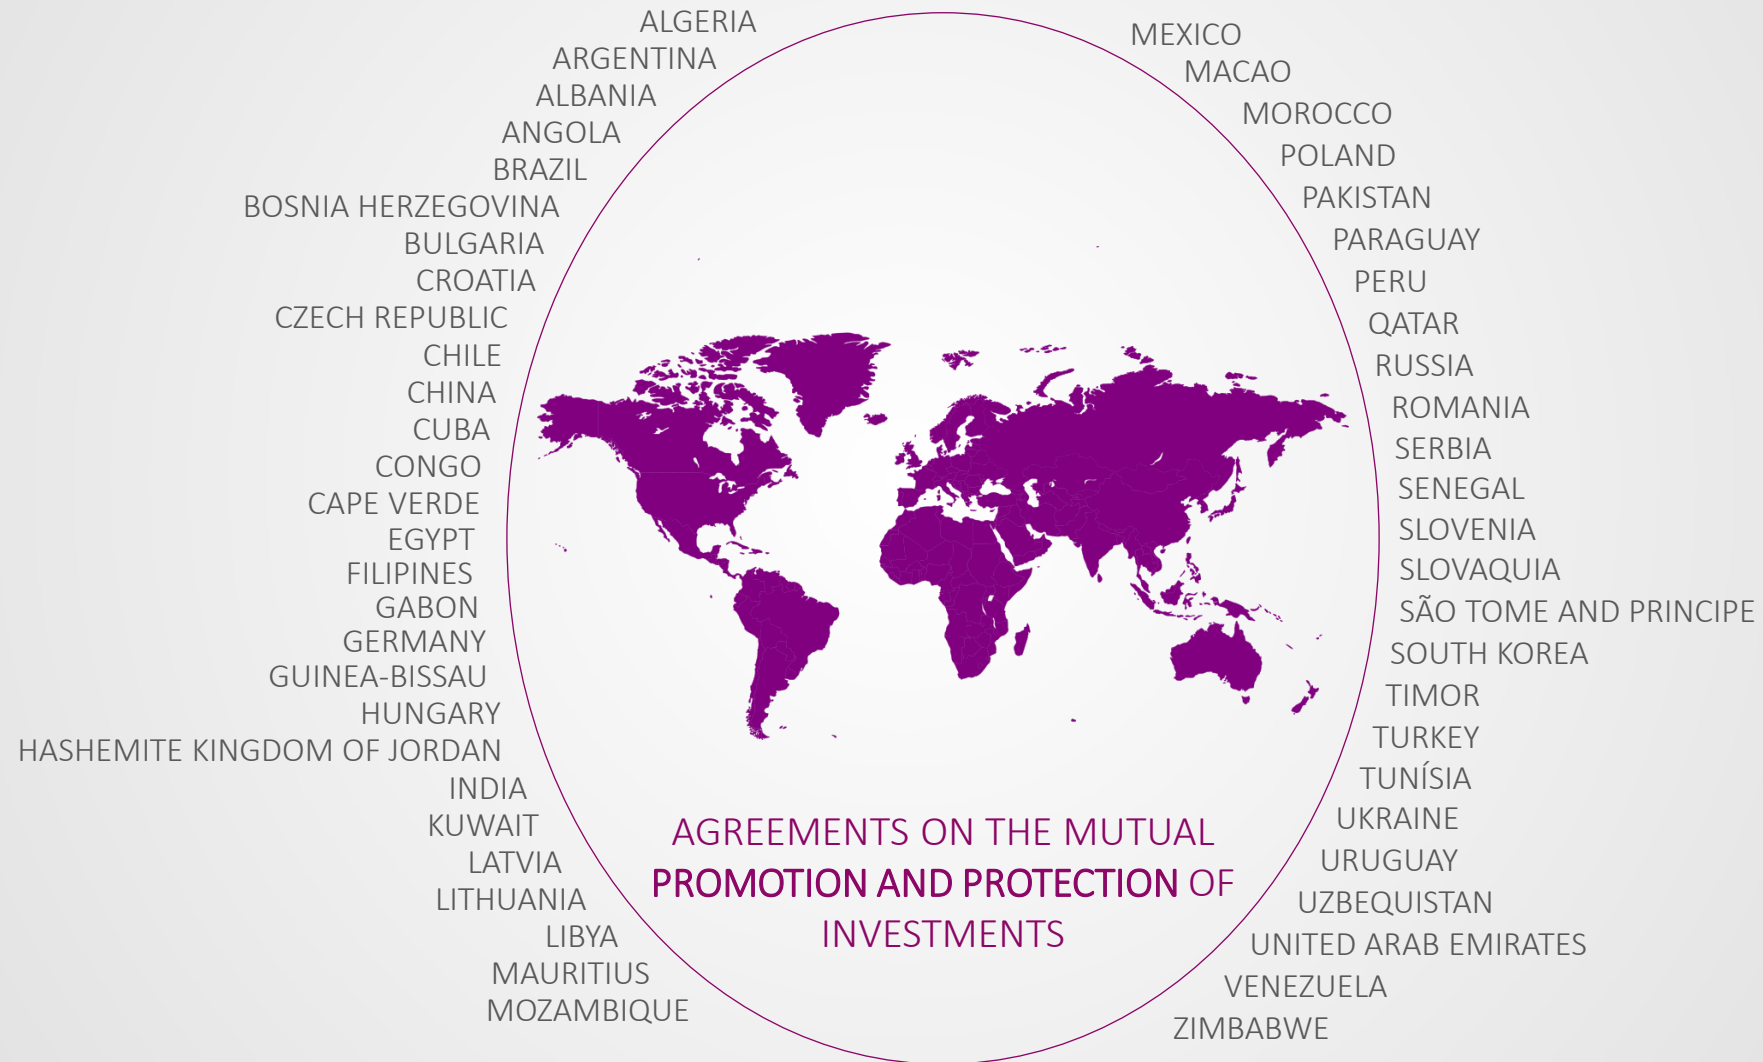 ALGERIA
ARGENTINA
ALBANIA
ANGOLA
BRAZIL
BOSNIA HERZEGOVINA
BULGARIA
CROATIA
CZECH REPUBLIC
CHILE
CHINA
CUBA
CONGO
CAPE VERDE
EGYPT
FILIPINES
GABON
GERMANY
GUINEA-BISSAU
HUNGARY
HASHEMITE KINGDOM OF JORDAN
INDIA
KUWAIT
LATVIA
LITHUANIA
LIBYA
MAURITIUS
MOZAMBIQUE
AGREEMENTS ON THE MUTUAL
PROMOTION AND PROTECTION OF
INVESTMENTS
MEXICO
MACAO
MOROCCO
POLAND
PAKISTAN
PARAGUAY
PERU
QATAR
RUSSIA
ROMANIA
SERBIA
SENEGAL
SLOVENIA
SLOVAQUIA
SÃO TOME AND PRINCIPE
SOUTH KOREA
TIMOR
TURKEY
TUNÍSIA
UKRAINE
URUGUAY
UZBEQUISTAN
UNITED ARAB EMIRATES
VENEZUELA
ZIMBABWE